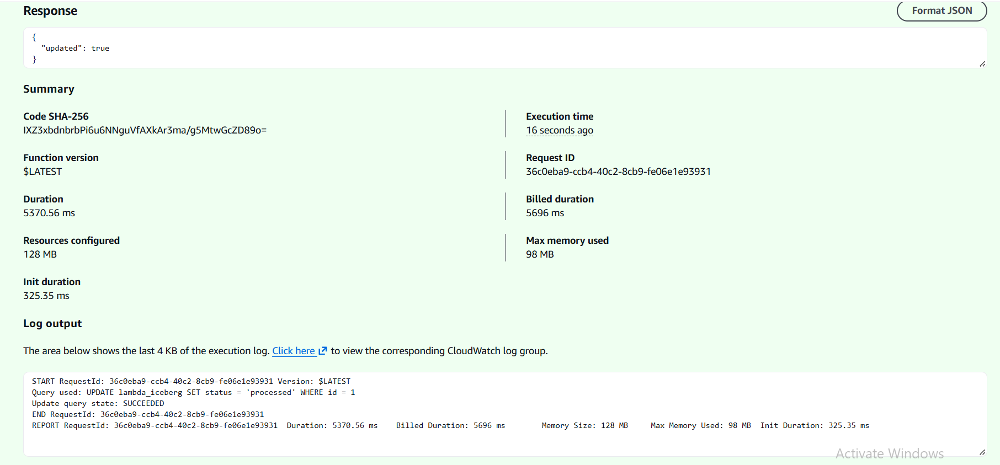 Response
Format JSON
{
"updated": true
}
Summary
Code SHA-256
IXZ3xbdnbrbPi6u6NNguVfAXkAr3ma/g5MtwGcZD89o=
Execution time
16 seconds ago
Function version
$LATEST
Request ID
36c0eba9-ccb4-40c2-8cb9-fe06e1e93931
Duration
5370.56 ms
Billed duration
5696 ms
Resources configured
128 MB
Max memory used
98 MB
Init duration
325.35 ms
Log output
The area below shows the last 4 KB of the execution log. Click here to view the corresponding CloudWatch log group.
START RequestId: 36c0eba9-ccb4-40c2-8cb9-fe06e1e93931 Version: $LATEST
Query used: UPDATE lambda_iceberg SET status = 'processed' WHERE id = 1
Update query state: SUCCEEDED
END RequestId: 36c0eba9-ccb4-40c2-8cb9-fe06e1e93931
REPORT RequestId: 36c0eba9-ccb4-40c2-8cb9-fe06e1e93931 Duration: 5370.56 ms Billed Duration: 5696 ms Memory Size: 128 MB Max Memory Used: 98 MB Init Duration: 325.35 ms
Activate Windows